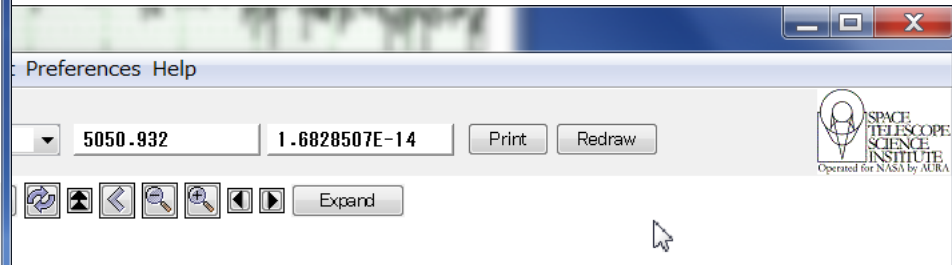 Preferences Help
5050.932 1.6828507E-14 Print Redraw
SPACE
TELESCOPE
SCIENCE
INSTITUTE
Operated for NASA by AURA
Expand